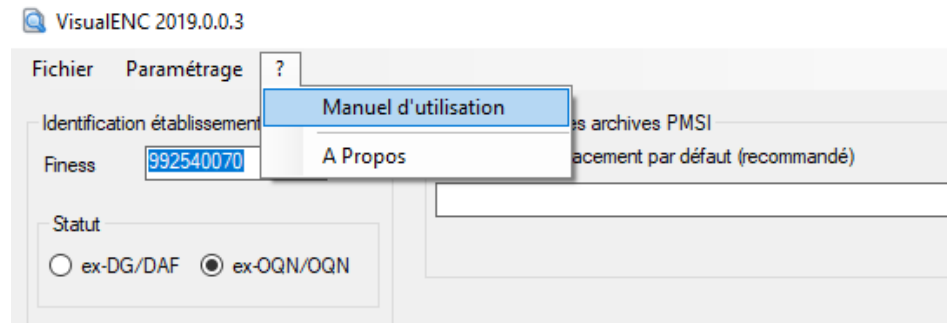 VisualENC 2019.0.0.3
Fichier Paramétrage ?
Manuel d'utilisation
A Propos
Identification établissement
es archives PMSI
Finess 992540070
acement par défaut (recommandé)
Statut
ex-DG/DAF ex-OQN/OQN